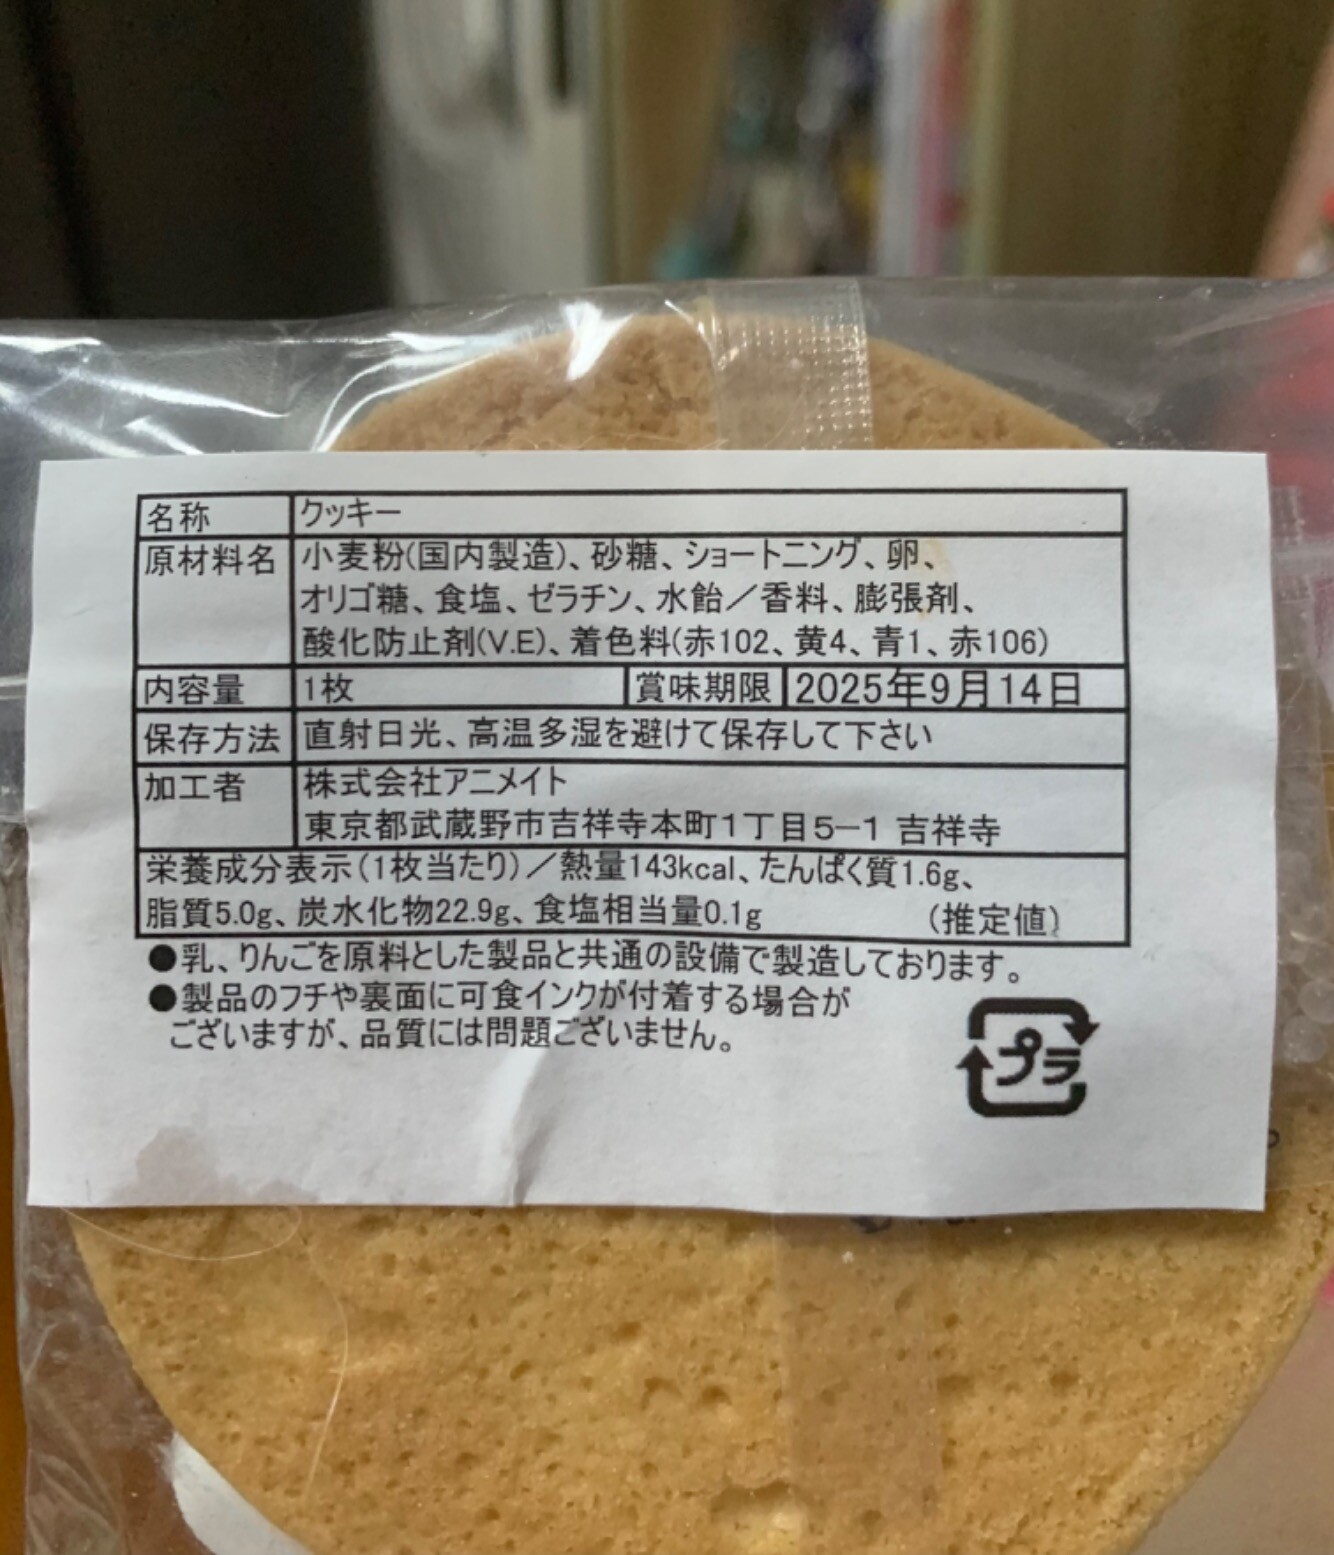 名称 クッキー
原材料名 小麦粉(国内製造)、砂糖、ショートニング、卵、
オリゴ糖、食塩、ゼラチン、水飴／香料、膨張剤、
酸化防止剤(V.E)、着色料(赤102、黄4、青1、赤106)
内容量 1枚 賞味期限 2025年9月14日
保存方法 直射日光、高温多湿を避けて保存して下さい
加工者 株式会社アニメイト
東京都武蔵野市吉祥寺本町1丁目5−1 吉祥寺
栄養成分表示(1枚当たり)／熱量143kcal、たんぱく質1.6g、
脂質5.0g、炭水化物22.9g、食塩相当量0.1g (推定値)
●乳、りんごを原料とした製品と共通の設備で製造しております。
●製品のフチや裏面に可食インクが付着する場合が
ございますが、品質には問題ございません。
プラ